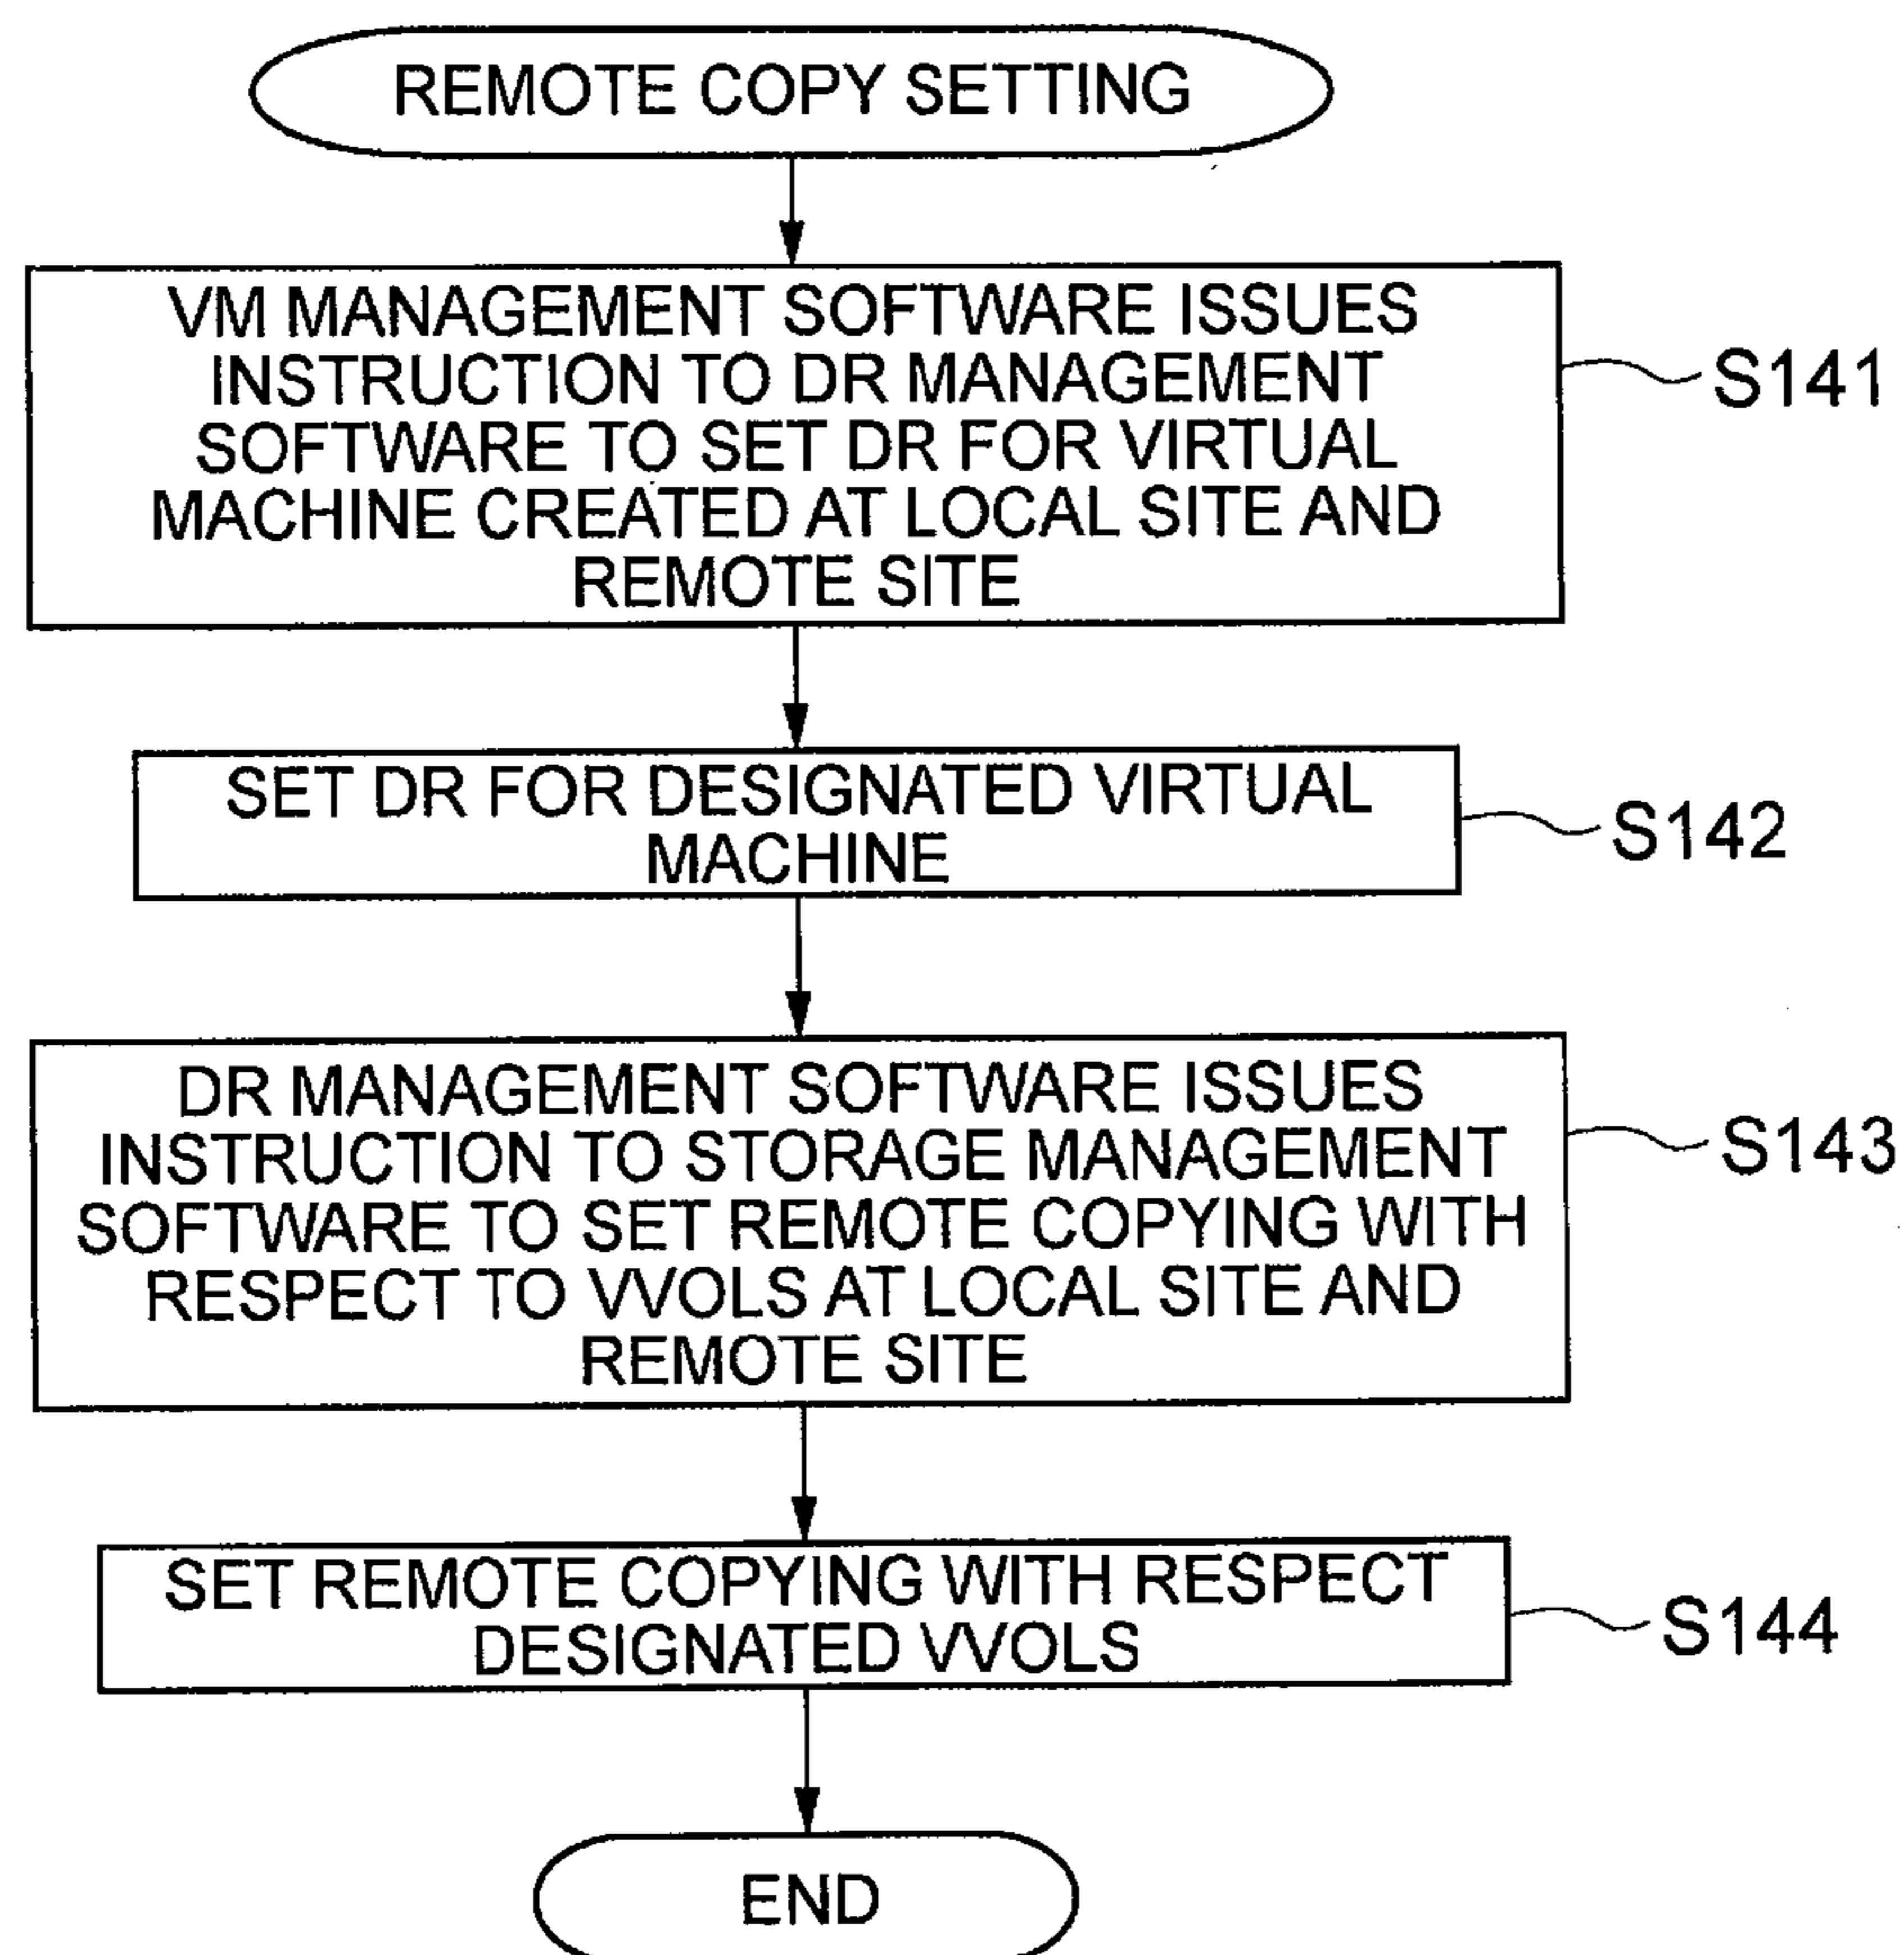 REMOTE COPY SETTING
VM MANAGEMENT SOFTWARE ISSUES
INSTRUCTION TO DR MANAGEMENT
SOFTWARE TO SET DR FOR VIRTUAL
MACHINE CREATED AT LOCAL SITE AND
REMOTE SITE
S141
SET DR FOR DESIGNATED VIRTUAL
MACHINE
S142
DR MANAGEMENT SOFTWARE ISSUES
INSTRUCTION TO STORAGE MANAGEMENT
SOFTWARE TO SET REMOTE COPYING WITH
RESPECT TO VVOLS AT LOCAL SITE AND
REMOTE SITE
S143
SET REMOTE COPYING WITH RESPECT
DESIGNATED VVOLS
S144
END